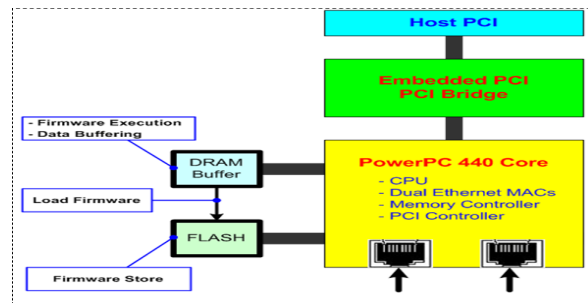 Host PCI
Embedded PCI
PCI Bridge
- Firmware Execution
- Data Buffering
DRAM
Buffer
Load Firmware
FLASH
Firmware Store
PowerPC 440 Core
- CPU
- Dual Ethernet MACs
- Memory Controller
- PCI Controller